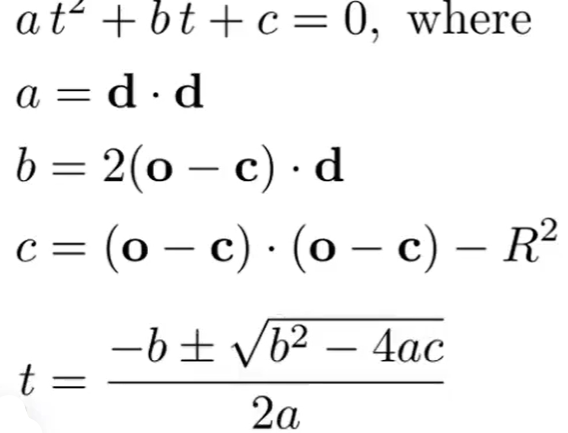 a t² + b t + c = 0, where
a = d · d
b = 2(o − c) · d
c = (o − c) · (o − c) − R²
t = (−b ± √(b² − 4ac)) / 2a